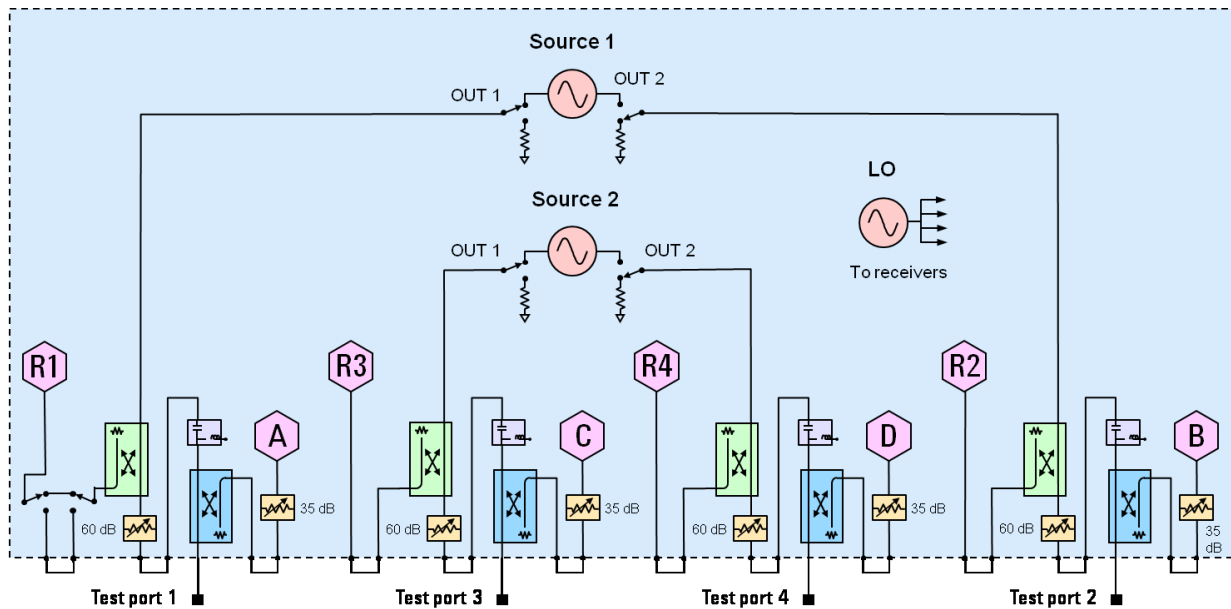 Source 1
OUT 1
OUT 2
LO
Source 2
OUT 1
OUT 2
To receivers
R1
R3
R4
R2
A
C
D
B
60 dB
35 dB
60 dB
35 dB
60 dB
35 dB
60 dB
35
dB
Test port 1
Test port 3
Test port 4
Test port 2